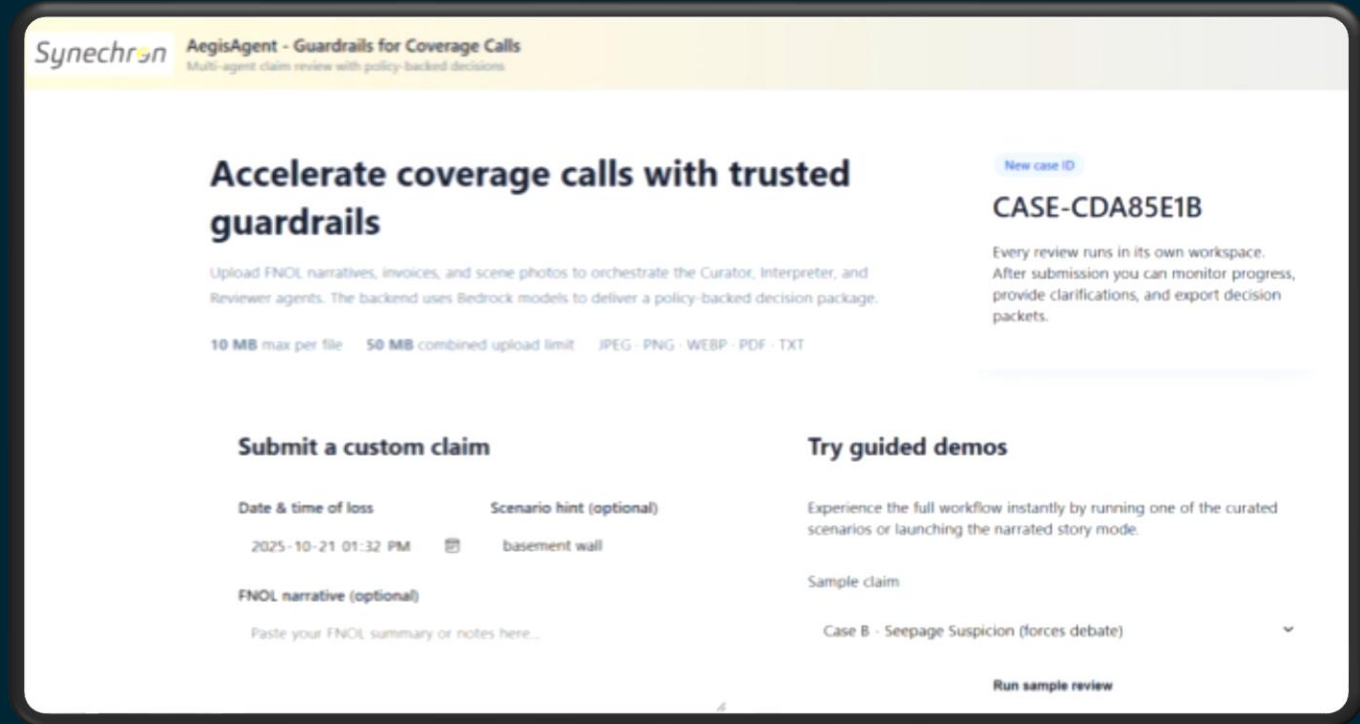 Synechron
AegisAgent - Guardrails for Coverage Calls
Multi-agent claim review with policy-backed decisions
Accelerate coverage calls with trusted
guardrails
Upload FNOL narratives, invoices, and scene photos to orchestrate the Curator, Interpreter, and
Reviewer agents. The backend uses Bedrock models to deliver a policy-backed decision package.
10 MB max per file 50 MB combined upload limit JPEG · PNG · WEBP · PDF · TXT
New case ID
CASE-CDA85E1B
Every review runs in its own workspace.
After submission you can monitor progress,
provide clarifications, and export decision
packets.
Submit a custom claim
Date & time of loss Scenario hint (optional)
2025-10-21 01:32 PM basement wall
FNOL narrative (optional)
Paste your FNOL summary or notes here...
Try guided demos
Experience the full workflow instantly by running one of the curated
scenarios or launching the narrated story mode.
Sample claim
Case B · Seepage Suspicion (forces debate)
Run sample review